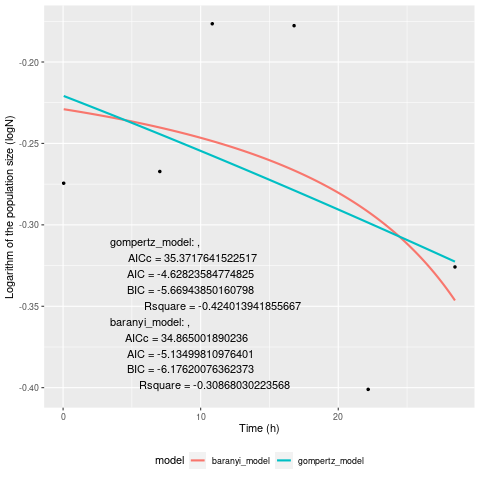 -0.20
-0.25
-0.30
-0.35
-0.40
Logarithm of the population size (logN)
gompertz_model: ,
AICc = 35.3717641522517
AIC = -4.62823584774825
BIC = -5.66943850160798
Rsquare = -0.424013941855667
baranyi_model: ,
AICc = 34.865001890236
AIC = -5.13499810976401
BIC = -6.17620076362373
Rsquare = -0.30868030223568
0 10 20
Time (h)
model baranyi_model gompertz_model